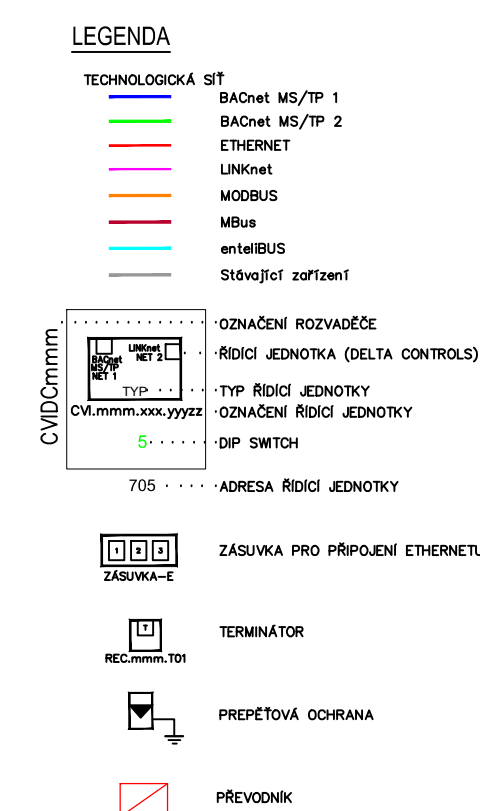 LEGENDA
TECHNOLOGICKÁ SÍŤ
BACnet MS/TP 1
BACnet MS/TP 2
ETHERNET
LINKnet
MODBUS
MBus
enteliBUS
Stávající zařízení
CVIDCmmm
OZNAČENÍ ROZVADĚČE
BACnet
MS/TP
NET 1
LINKnet
NET 2
ŘÍDÍCÍ JEDNOTKA (DELTA CONTROLS)
TYP
TYP ŘÍDÍCÍ JEDNOTKY
CVI.mmm.xxx.yyyzz
OZNAČENÍ ŘÍDÍCÍ JEDNOTKY
5
DIP SWITCH
705
ADRESA ŘÍDÍCÍ JEDNOTKY
1 2 3
ZÁSUVKA-E
ZÁSUVKA PRO PŘIPOJENÍ ETHERNETU
T
REC.mmm.T01
TERMINÁTOR
PREPĚŤOVÁ OCHRANA
PŘEVODNÍK